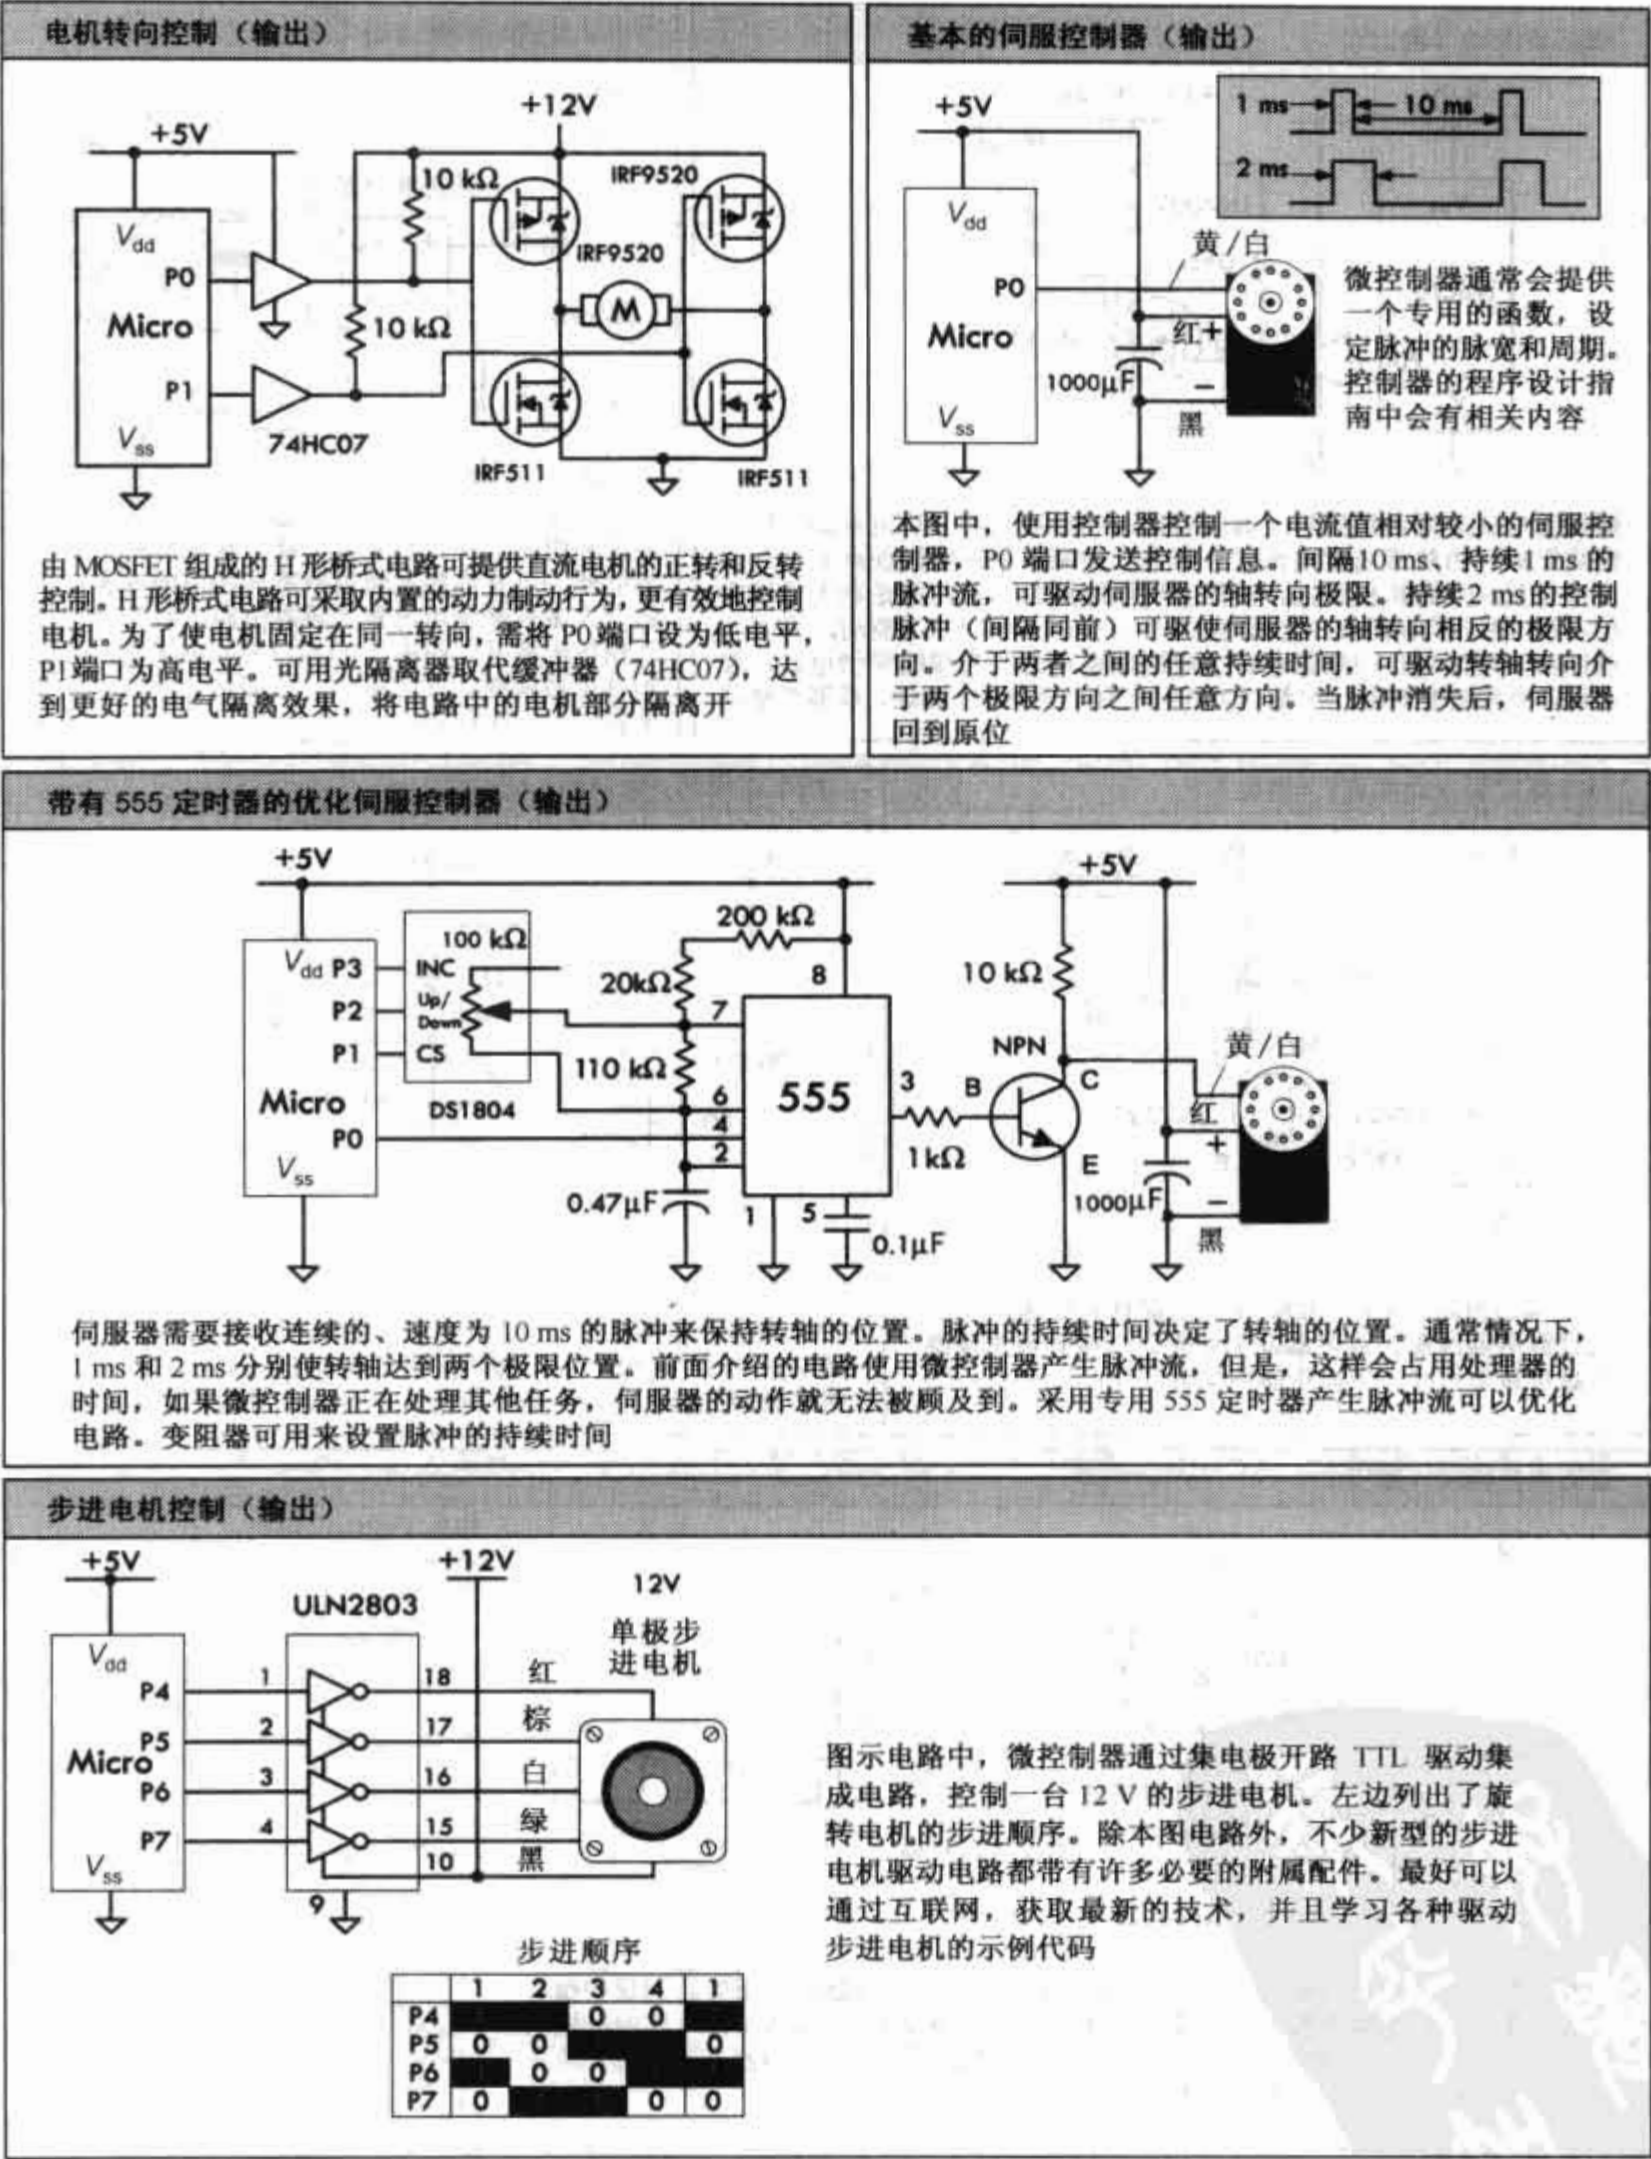 电机转向控制（输出）
+12V
+5V
10 kΩ
IRF9520
Vdd
IRF9520
P0
M
Micro
10 kΩ
P1
Vss
74HC07
IRF511
IRF511
由 MOSFET 组成的 H 形桥式电路可提供直流电机的正转和反转
控制。H 形桥式电路可采取内置的动力制动行为，更有效地控制
电机。为了使电机固定在同一转向，需将 P0 端口设为低电平，
P1 端口为高电平。可用光隔离器取代缓冲器（74HC07），达
到更好的电气隔离效果，将电路中的电机部分隔离开
基本的伺服控制器（输出）
+5V
1 ms
10 ms
2 ms
Vdd
黄/白
P0
Micro
红+
1000μF
−
黑
Vss
微控制器通常会提供
一个专用的函数，设
定脉冲的脉宽和周期。
控制器的程序设计指
南中会有相关内容
本图中，使用控制器控制一个电流值相对较小的伺服控
制器，P0 端口发送控制信息。间隔10 ms、持续1 ms 的
脉冲流，可驱动伺服器的轴转向极限。持续2 ms的控制
脉冲（间隔同前）可驱使伺服器的轴转向相反的极限方
向。介于两者之间的任意持续时间，可驱动转轴转向介
于两个极限方向之间任意方向。当脉冲消失后，伺服器
回到原位
带有 555 定时器的优化伺服控制器（输出）
+5V
+5V
200 kΩ
Vdd P3
100 kΩ
INC
20kΩ
8
10 kΩ
P2
Up/
Down
7
P1
CS
110 kΩ
NPN
黄/白
Micro
DS1804
6
555
3
B
C
红
P0
4
+
Vss
2
1kΩ
E
0.47μF
1
5
0.1μF
1000μF
−
黑
伺服器需要接收连续的、速度为 10 ms 的脉冲来保持转轴的位置。脉冲的持续时间决定了转轴的位置。通常情况下，
1 ms 和 2 ms 分别使转轴达到两个极限位置。前面介绍的电路使用微控制器产生脉冲流，但是，这样会占用处理器的
时间，如果微控制器正在处理其他任务，伺服器的动作就无法被顾及到。采用专用 555 定时器产生脉冲流可以优化
电路。变阻器可用来设置脉冲的持续时间
步进电机控制（输出）
+5V
+12V
12V
ULN2803
单极步
进电机
Vdd
P4
1
18
红
P5
2
17
棕
Micro
P6
3
16
白
P7
4
15
绿
Vss
10
黑
9
图示电路中，微控制器通过集电极开路 TTL 驱动集
成电路，控制一台 12 V 的步进电机。左边列出了旋
转电机的步进顺序。除本图电路外，不少新型的步进
电机驱动电路都带有许多必要的附属配件。最好可以
通过互联网，获取最新的技术，并且学习各种驱动
步进电机的示例代码
步进顺序
1 2 3 4 1
P4 0 0
P5 0 0 0
P6 0 0
P7 0 0 0